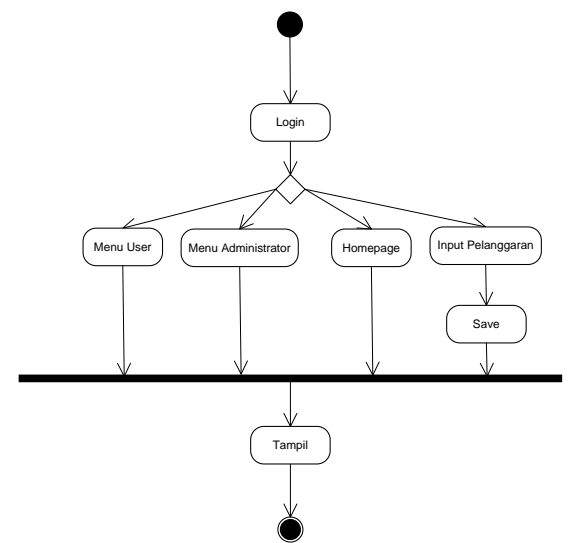 Login
Menu User
Menu Administrator
Homepage
Input Pelanggaran
Save
Tampil